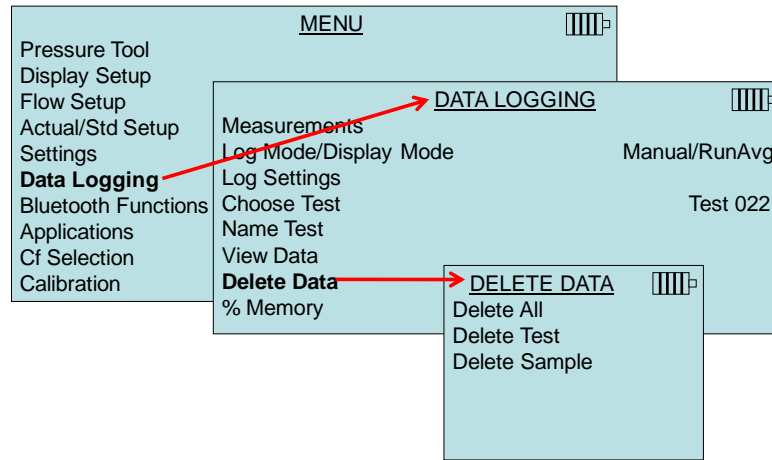 MENU
Pressure Tool
Display Setup
Flow Setup
Actual/Std Setup
Settings
Data Logging
Bluetooth Functions
Applications
Cf Selection
Calibration
DATA LOGGING
Measurements
Log Mode/Display Mode Manual/RunAvg
Log Settings
Choose Test Test 022
Name Test
View Data
Delete Data
% Memory
DELETE DATA
Delete All
Delete Test
Delete Sample